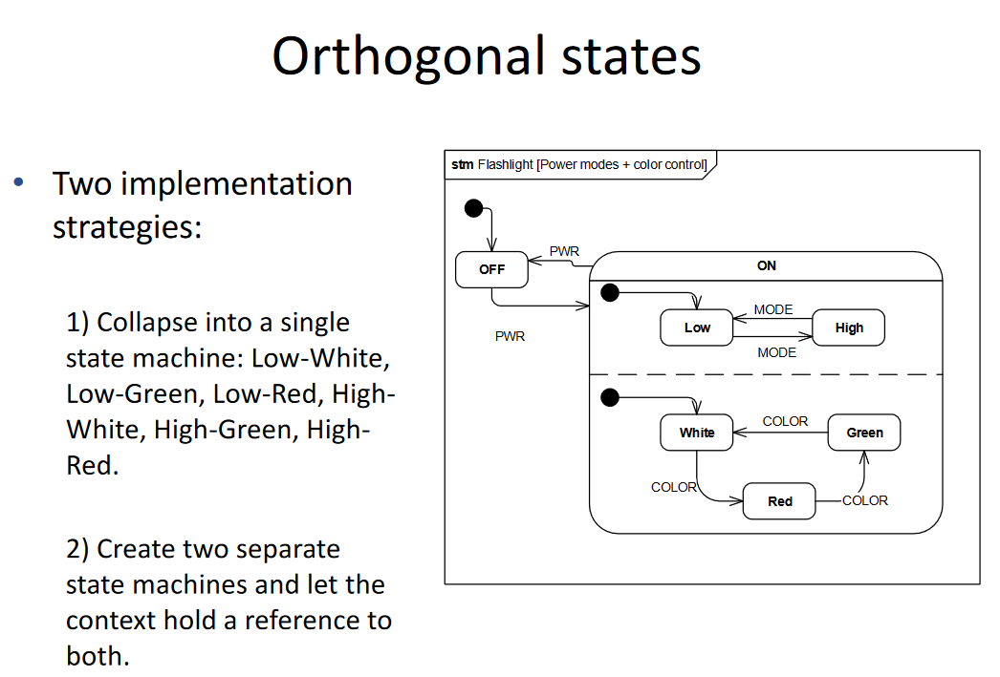 Orthogonal states
• Two implementation
strategies:
1) Collapse into a single
state machine: Low-White,
Low-Green, Low-Red, High-
White, High-Green, High-
Red.
2) Create two separate
state machines and let the
context hold a reference to
both.
stm Flashlight [Power modes + color control]
PWR
OFF
ON
PWR
Low
MODE
High
MODE
White
COLOR
Green
COLOR
Red
COLOR